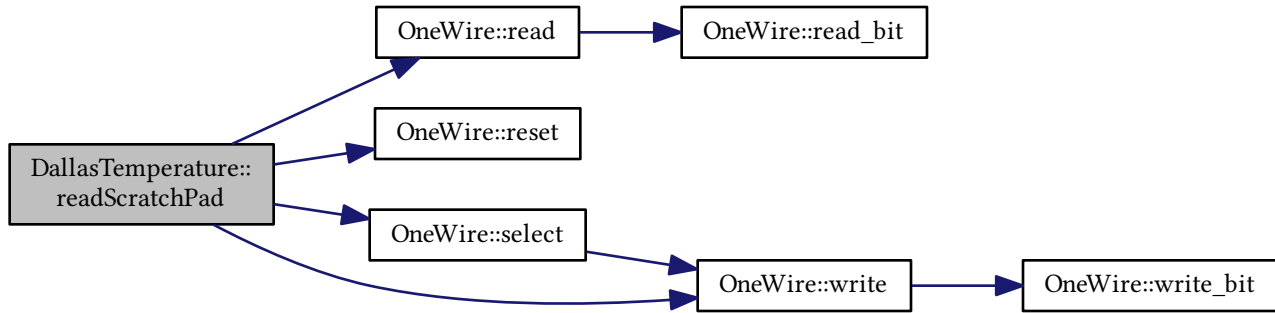 OneWire::read
OneWire::read_bit
OneWire::reset
DallasTemperature::
readScratchPad
OneWire::select
OneWire::write
OneWire::write_bit